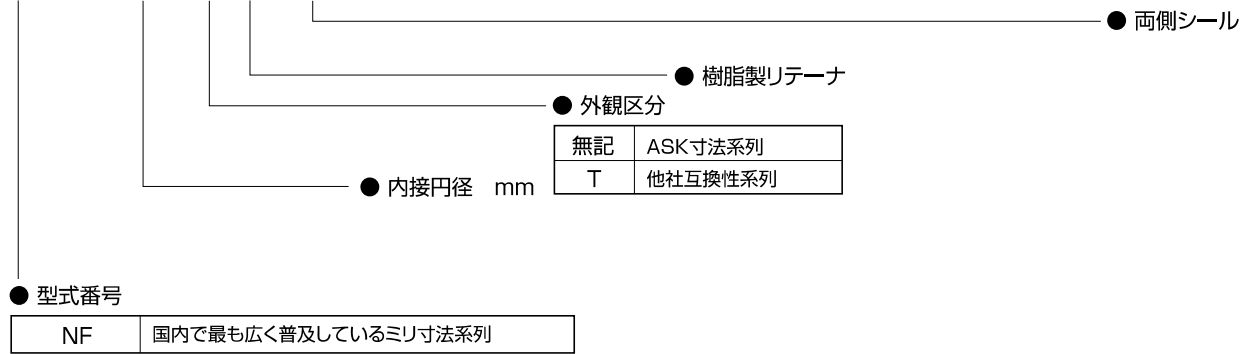 ● 両側シール
● 樹脂製リテーナ
● 外観区分
無記 ASK寸法系列
T 他社互換性系列
● 内接円径 mm
● 型式番号
NF 国内で最も広く普及しているミリ寸法系列